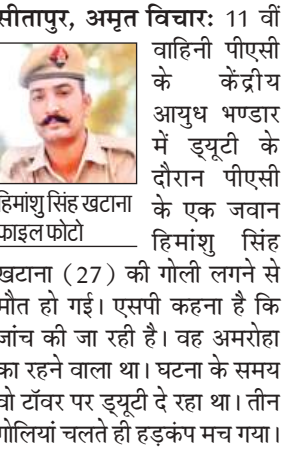 सीतापुर, अमृत विचारः 11 वीं
वाहिनी पीएसी
के केंद्रीय
आयुध भण्डार
में ड्यूटी के
दौरान पीएसी
के एक जवान
हिमांशु सिंह
हिमांशु सिंह खटाना
फाइल फोटो
खटाना (27) की गोली लगने से
मौत हो गई। एसपी कहना है कि
जांच की जा रही है। वह अमरोहा
का रहने वाला था। घटना के समय
वो टॉवर पर ड्यूटी दे रहा था। तीन
गोलियां चलते ही हड़कंप मच गया।